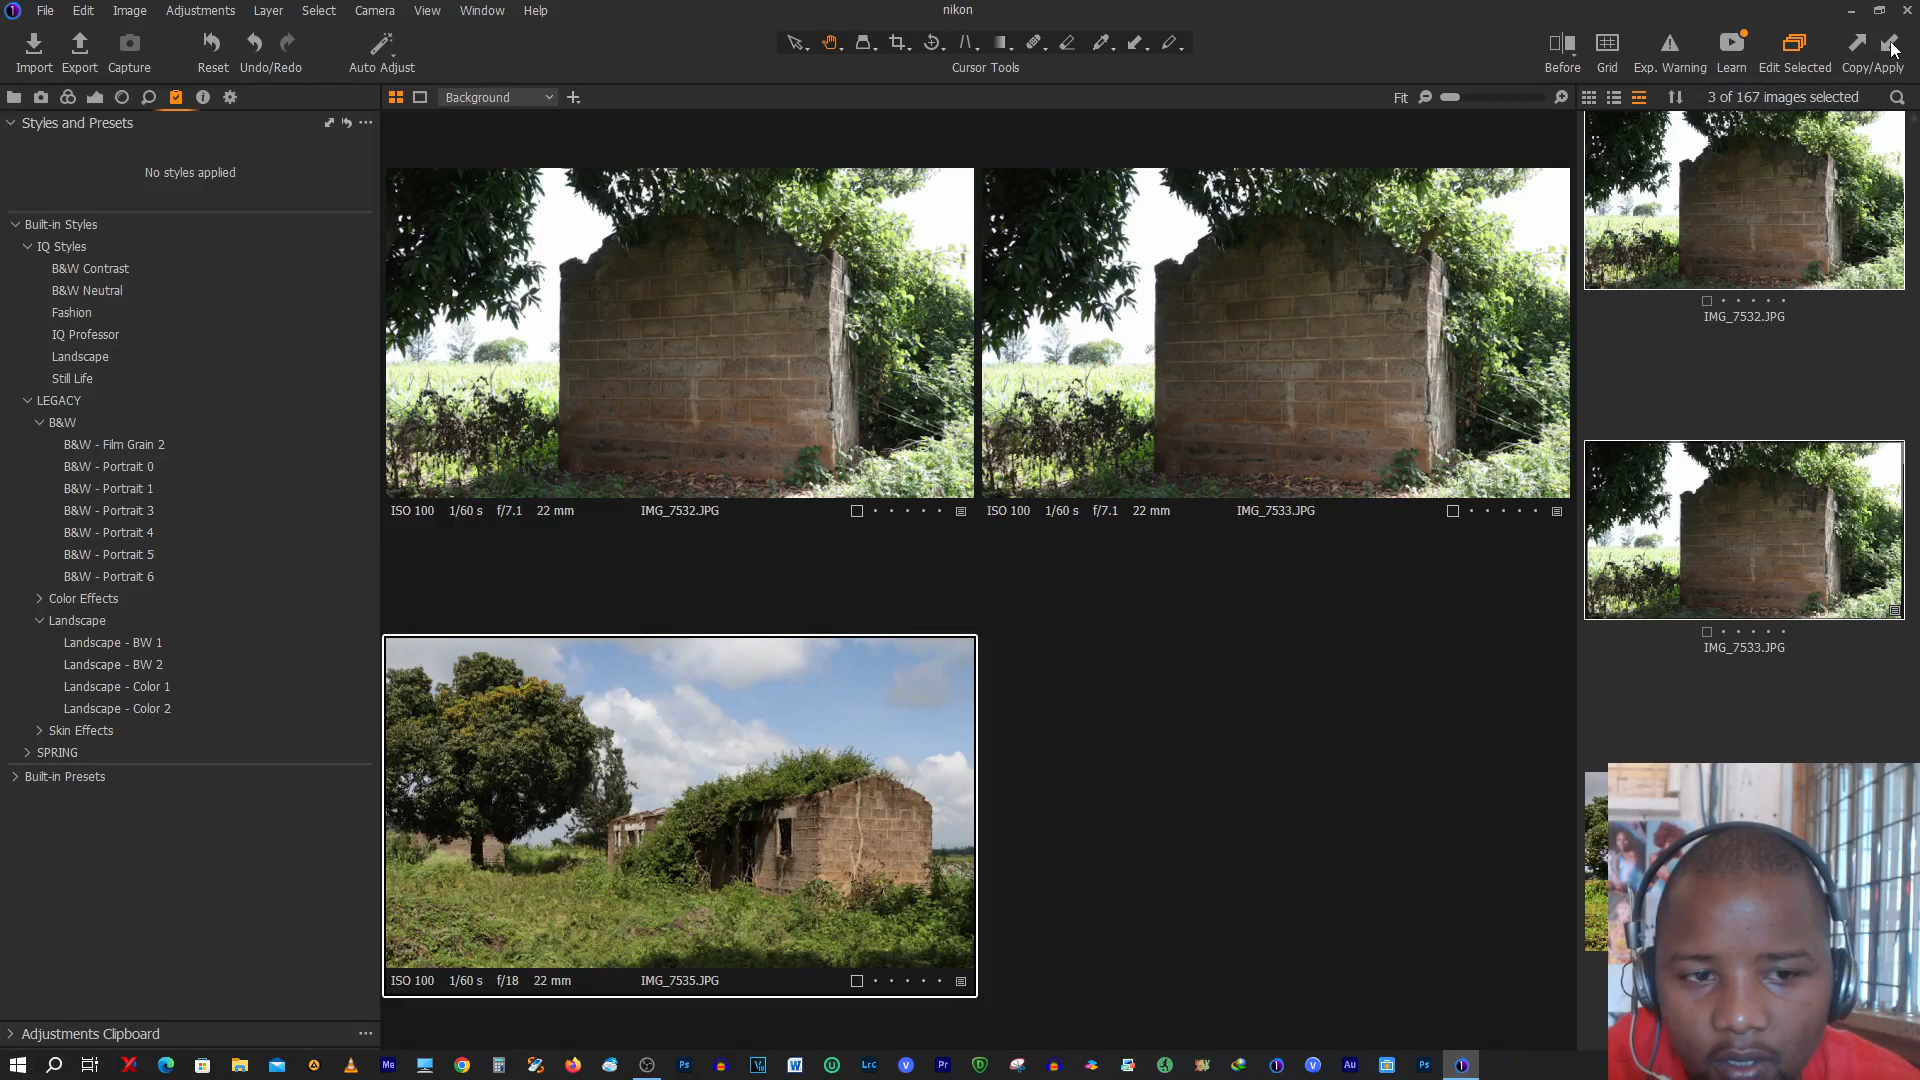 File Edit Image Adjustments Layer Select Camera View Window Help
nikon
Import Export Capture Reset Undo/Redo Auto Adjust
Cursor Tools
Before Grid Exp. Warning Learn Edit Selected Copy/Apply
Background
Fit
3 of 167 images selected
Styles and Presets
No styles applied
Built-in Styles
IQ Styles
B&W Contrast
B&W Neutral
Fashion
IQ Professor
Landscape
Still Life
LEGACY
B&W
B&W - Film Grain 2
B&W - Portrait 0
B&W - Portrait 1
B&W - Portrait 3
B&W - Portrait 4
B&W - Portrait 5
B&W - Portrait 6
Color Effects
Landscape
Landscape - BW 1
Landscape - BW 2
Landscape - Color 1
Landscape - Color 2
Skin Effects
SPRING
Built-in Presets
Adjustments Clipboard
ISO 100 1/60 s f/7.1 22 mm IMG_7532.JPG
ISO 100 1/60 s f/7.1 22 mm IMG_7533.JPG
ISO 100 1/60 s f/18 22 mm IMG_7535.JPG
IMG_7532.JPG
IMG_7533.JPG
Me Ps W Lrc Pr Au Ps